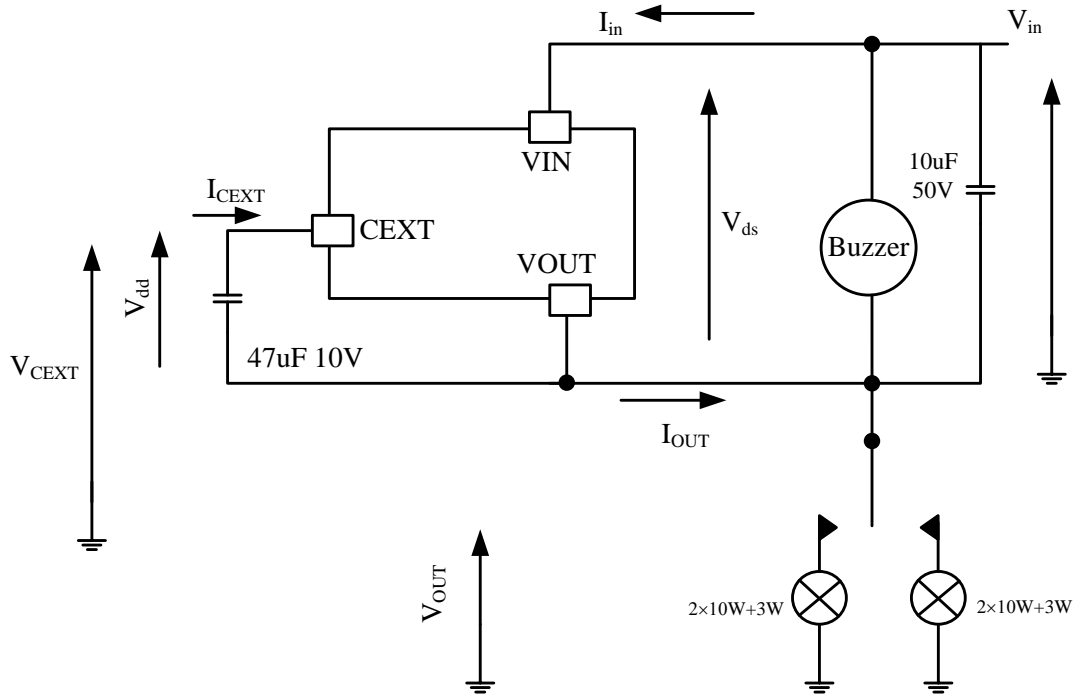 I_in
V_in
VIN
10uF
50V
I_CEXT
V_ds
CEXT
Buzzer
VOUT
V_dd
47uF 10V
V_CEXT
I_OUT
V_OUT
2×10W+3W
2×10W+3W